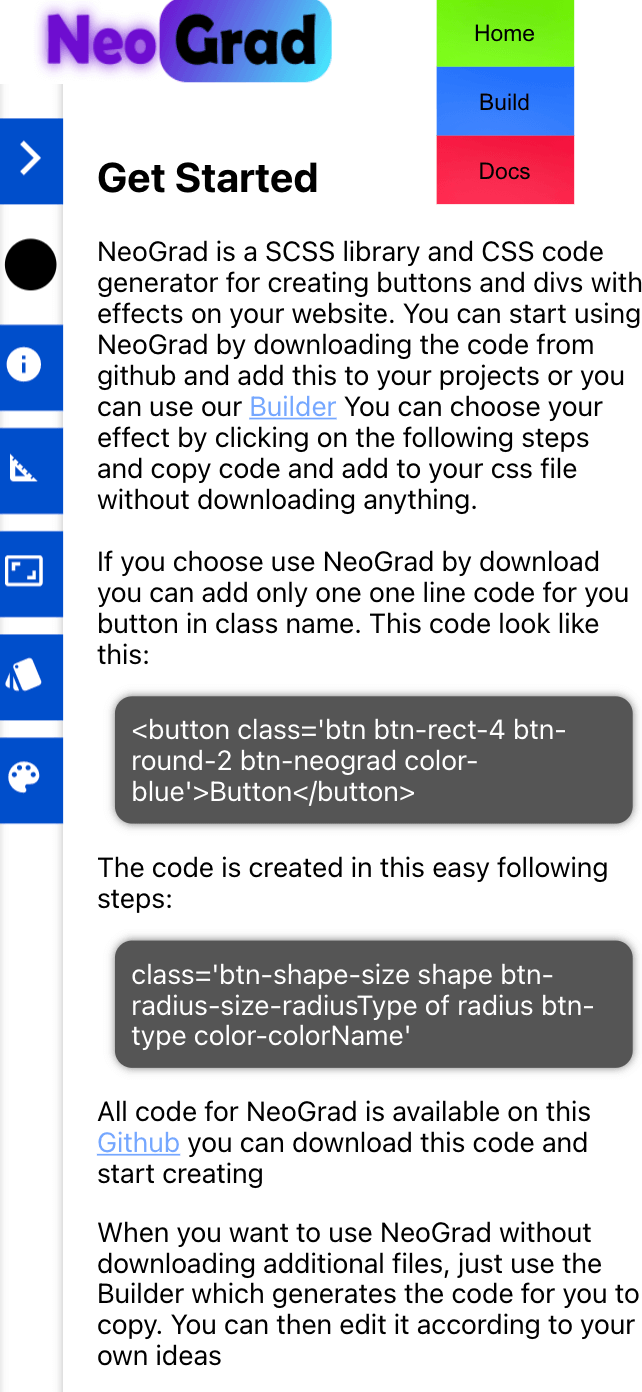 NeoGrad
Home
Build
Docs
Get Started
NeoGrad is a SCSS library and CSS code
generator for creating buttons and divs with
effects on your website. You can start using
NeoGrad by downloading the code from
github and add this to your projects or you
can use our Builder You can choose your
effect by clicking on the following steps
and copy code and add to your css file
without downloading anything.
If you choose use NeoGrad by download
you can add only one one line code for you
button in class name. This code look like
this:
<button class='btn btn-rect-4 btn-
round-2 btn-neograd color-
blue'>Button</button>
The code is created in this easy following
steps:
class='btn-shape-size shape btn-
radius-size-radiusType of radius btn-
type color-colorName'
All code for NeoGrad is available on this
Github you can download this code and
start creating
When you want to use NeoGrad without
downloading additional files, just use the
Builder which generates the code for you to
copy. You can then edit it according to your
own ideas